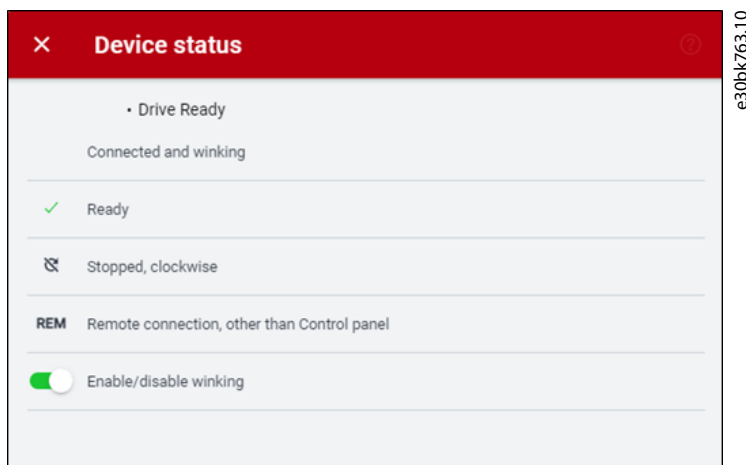 Device status
• Drive Ready
Connected and winking
Ready
Stopped, clockwise
REM Remote connection, other than Control panel
Enable/disable winking
e30bk763.10